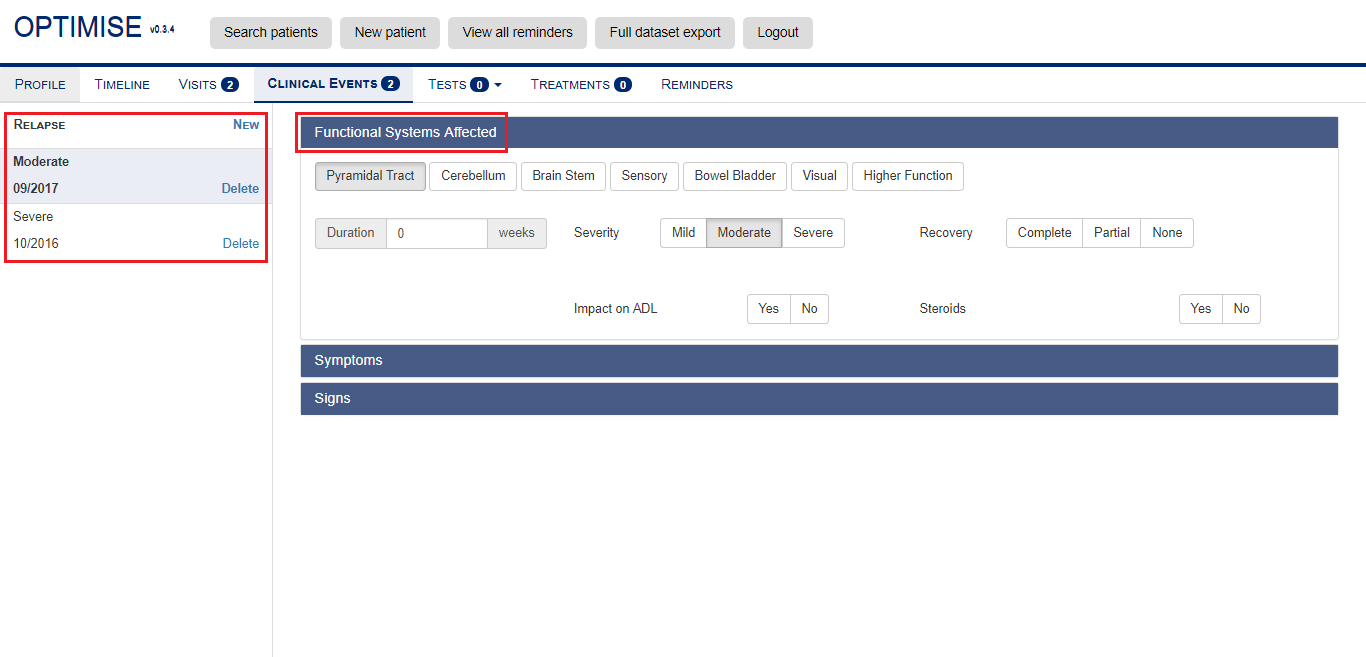 OPTIMISE v0.3.4 Search patients New patient View all reminders Full dataset export Logout
PROFILE TIMELINE VISITS 2 CLINICAL EVENTS 2 TESTS 0 TREATMENTS 0 REMINDERS
RELAPSE NEW
Moderate
09/2017 Delete
Severe
10/2016 Delete
Functional Systems Affected
Pyramidal Tract Cerebellum Brain Stem Sensory Bowel Bladder Visual Higher Function
Duration 0 weeks Severity Mild Moderate Severe Recovery Complete Partial None
Impact on ADL Yes No Steroids Yes No
Symptoms
Signs